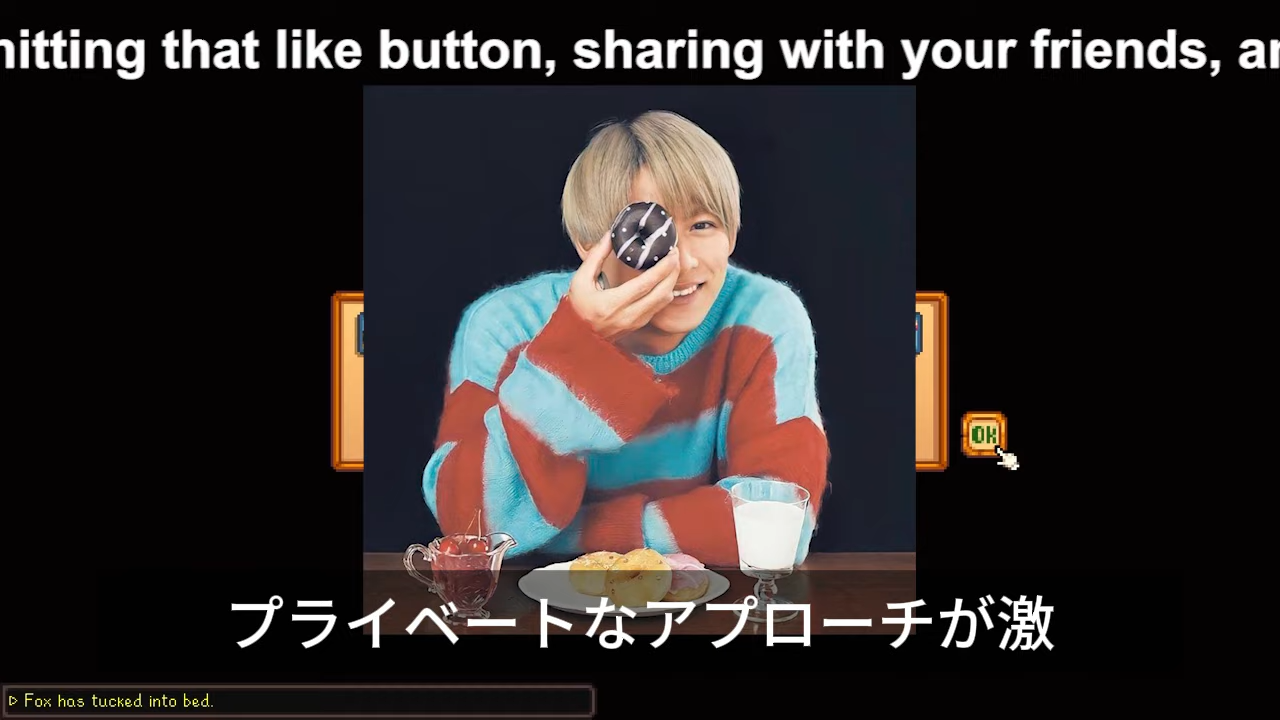 hitting that like button, sharing with your friends, an
OK
プライベートなアプローチが激
Fox has tucked into bed.